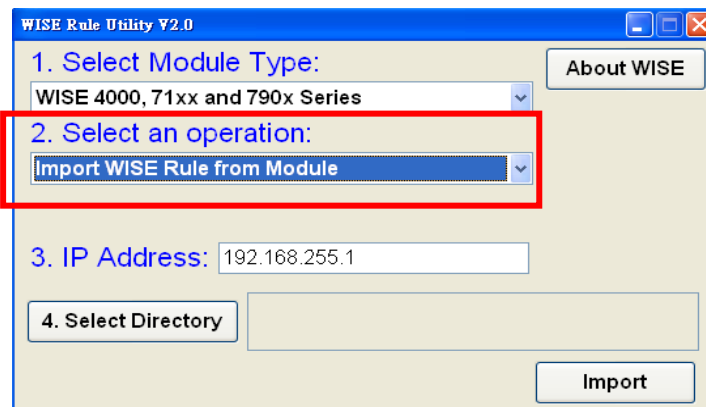 WISE Rule Utility V2.0
1. Select Module Type:
About WISE
WISE 4000, 71xx and 790x Series
2. Select an operation:
Import WISE Rule from Module
3. IP Address: 192.168.255.1
4. Select Directory
Import